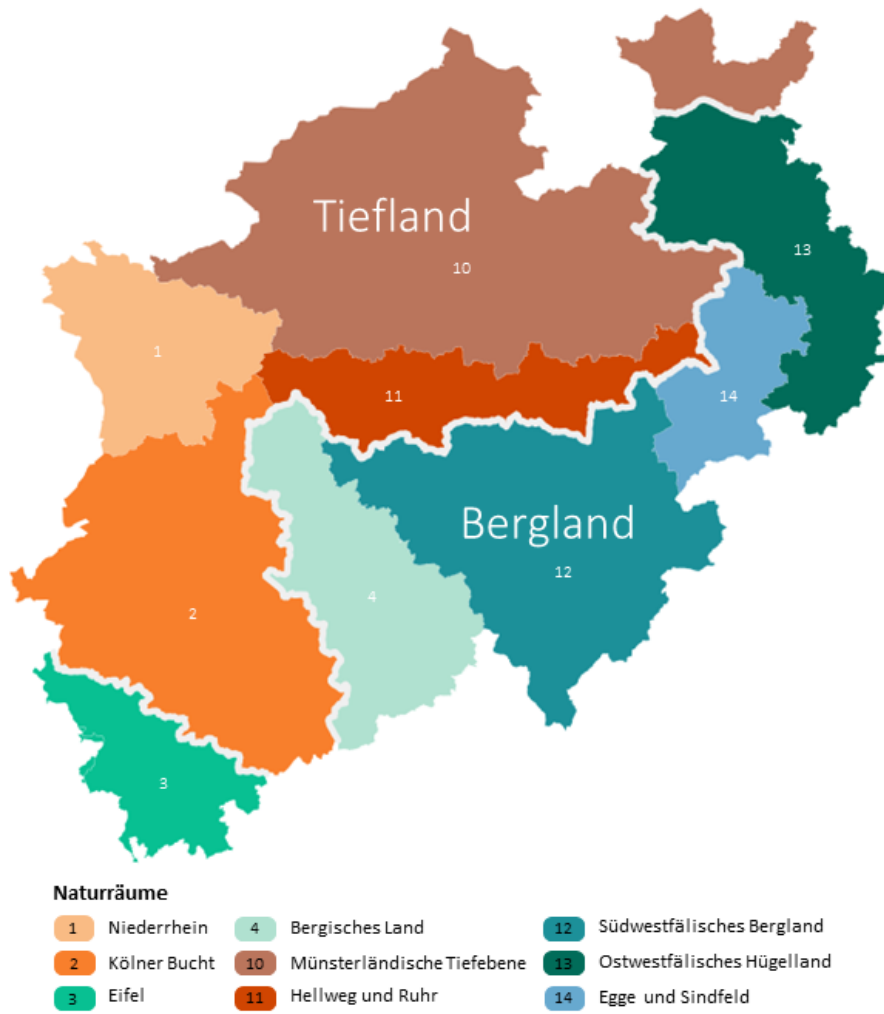 Tiefland
10
13
1
11
14
Bergland
12
4
2
3
Naturräume
1 Niederrhein
2 Kölner Bucht
3 Eifel
4 Bergisches Land
10 Münsterländische Tiefebene
11 Hellweg und Ruhr
12 Südwestfälisches Bergland
13 Ostwestfälisches Hügelland
14 Egge und Sindfeld